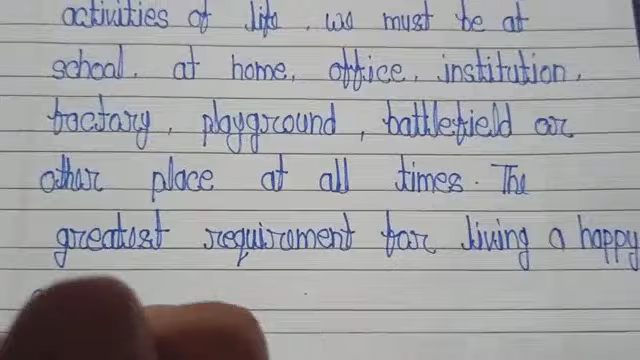 activities of life. we must be at
school. at home, office, institution,
factory, playground, battlefield or
other place at all times. The
greatest requirement for living a happy